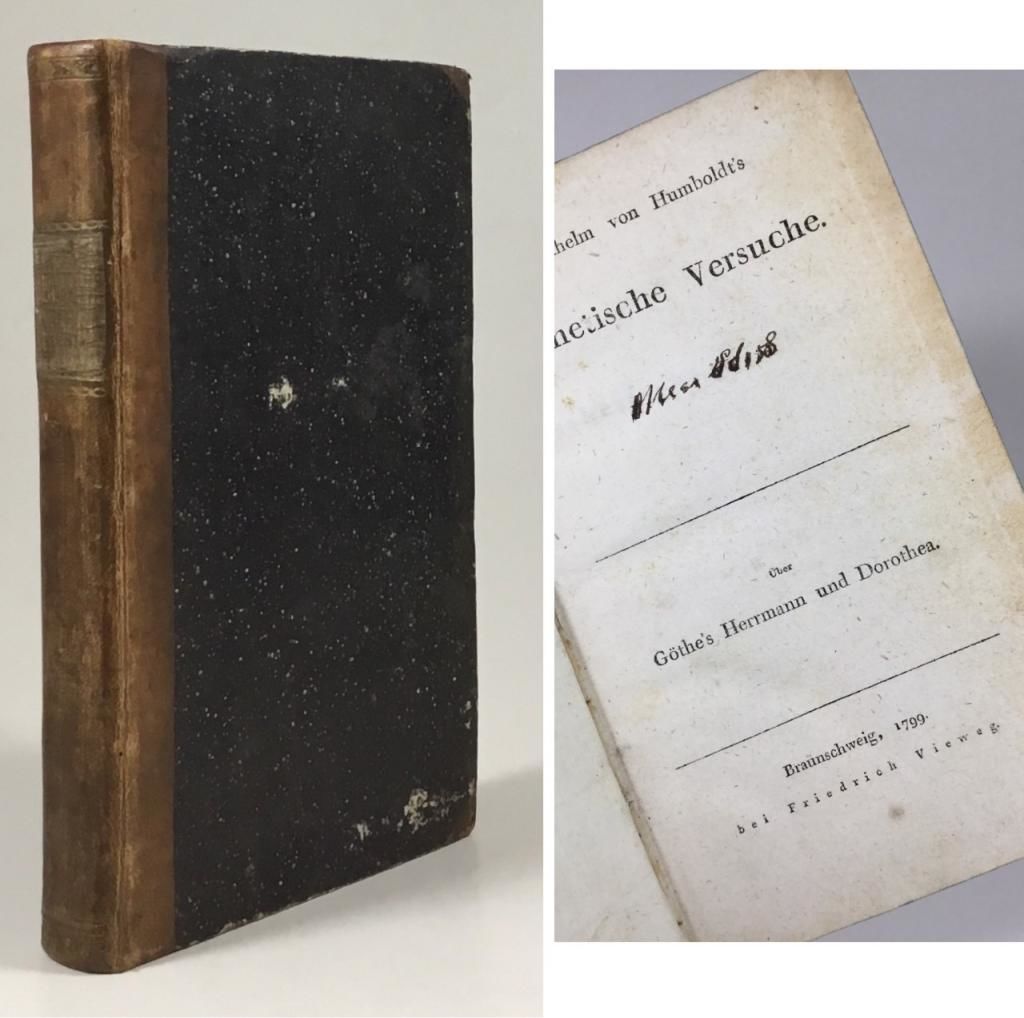 helm von Humboldt's
hetische Versuche.
Über
Göthe's Herrmann und Dorothea.
Braunschweig, 1799.
bei Friedrich Vieweg.